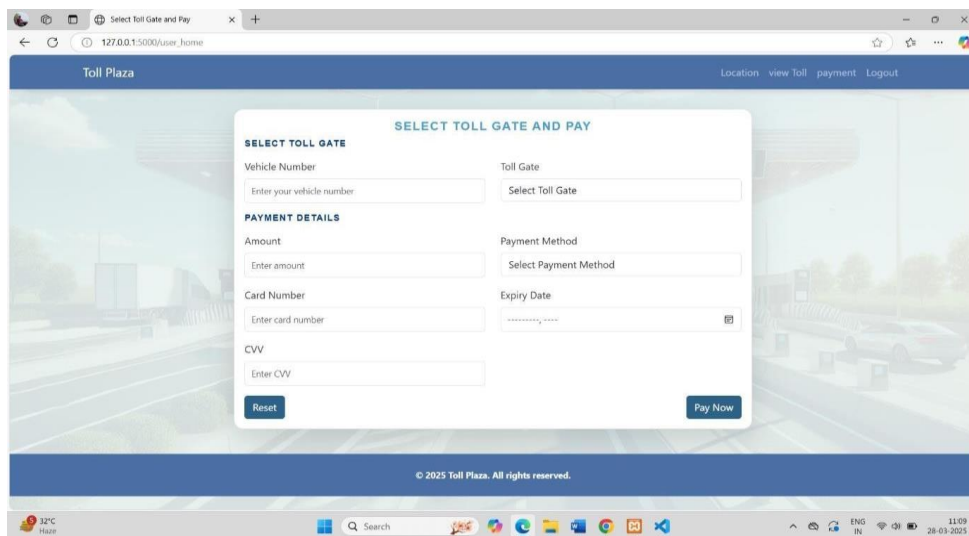 Select Toll Gate and Pay
127.0.0.1:5000/user_home
Toll Plaza
Location view Toll payment Logout
SELECT TOLL GATE AND PAY
SELECT TOLL GATE
Vehicle Number Toll Gate
Enter your vehicle number Select Toll Gate
PAYMENT DETAILS
Amount Payment Method
Enter amount Select Payment Method
Card Number Expiry Date
Enter card number ---------, ----
CVV
Enter CVV
Reset Pay Now
© 2025 Toll Plaza. All rights reserved.
5 32°C Search ENG 11:09
Haze IN 28-03-2025